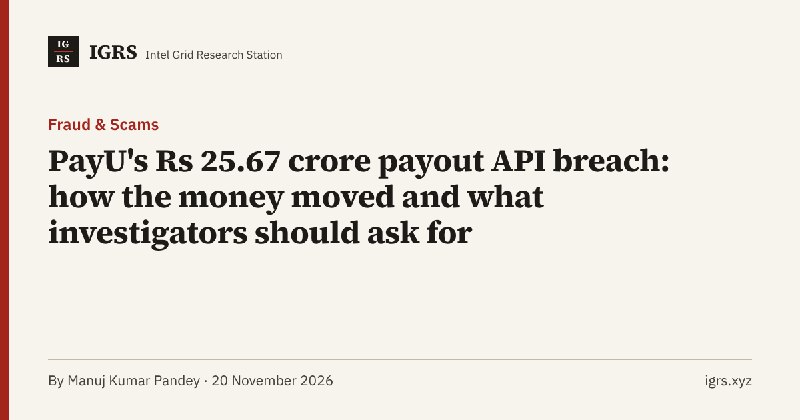 IG
RS
IGRS Intel Grid Research Station
Fraud & Scams
PayU's Rs 25.67 crore payout API breach:
how the money moved and what
investigators should ask for
By Manuj Kumar Pandey · 20 November 2026
igrs.xyz